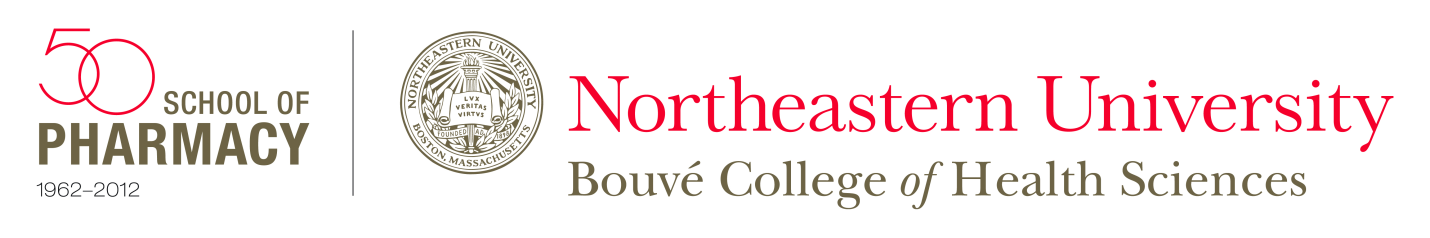 50
SCHOOL OF
PHARMACY
1962–2012
NORTHEASTERN UNIVERSITY
LVX
VERITAS
VIRTVS
FOUNDED A.D. 1898
BOSTON, MASSACHUSETTS
Northeastern University
Bouvé College of Health Sciences